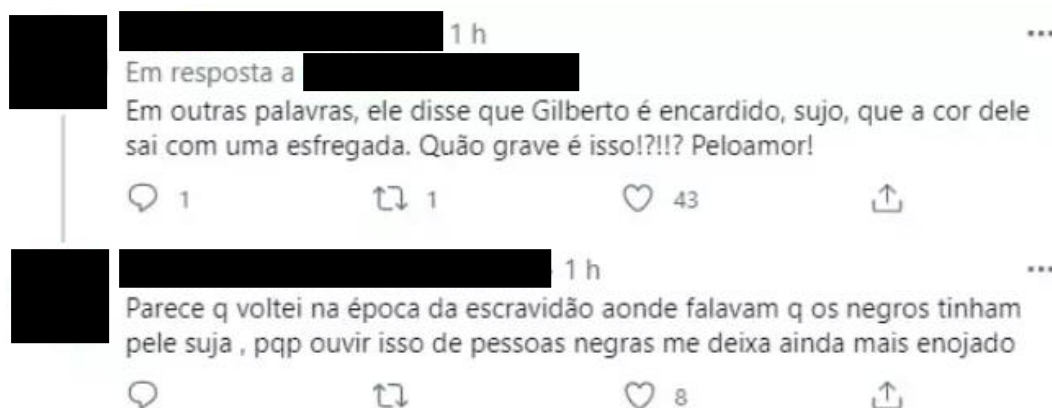 1 h
Em resposta a
Em outras palavras, ele disse que Gilberto é encardido, sujo, que a cor dele
sai com uma esfregada. Quão grave é isso!?!!? Peloamor!
1 1 43
1 h
Parece q voltei na época da escravidão aonde falavam q os negros tinham
pele suja , pqp ouvir isso de pessoas negras me deixa ainda mais enojado
8